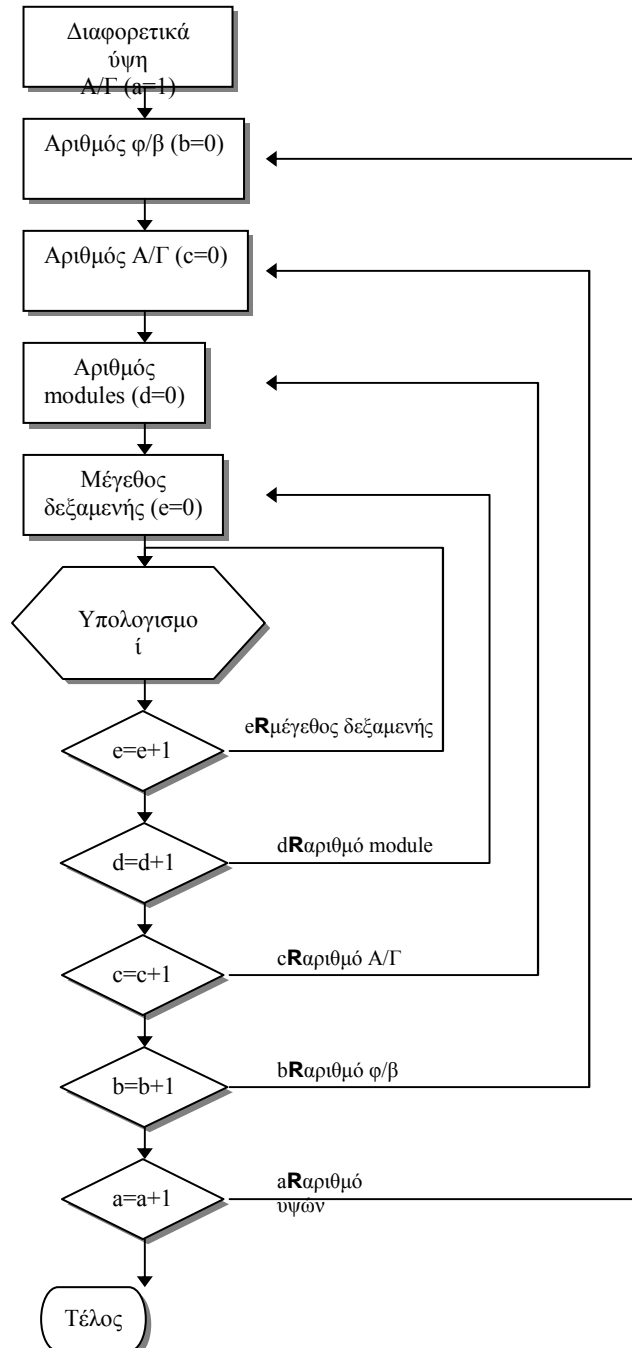 Διαφορετικά
ύψη
Α/Γ (a=1)
Αριθμός φ/β (b=0)
Αριθμός Α/Γ (c=0)
Αριθμός
modules (d=0)
Μέγεθος
δεξαμενής (e=0)
Υπολογισμο
ί
eRμέγεθος δεξαμενής
e=e+1
dRαριθμό module
d=d+1
cRαριθμό Α/Γ
c=c+1
bRαριθμό φ/β
b=b+1
aRαριθμό
υψών
a=a+1
Τέλος